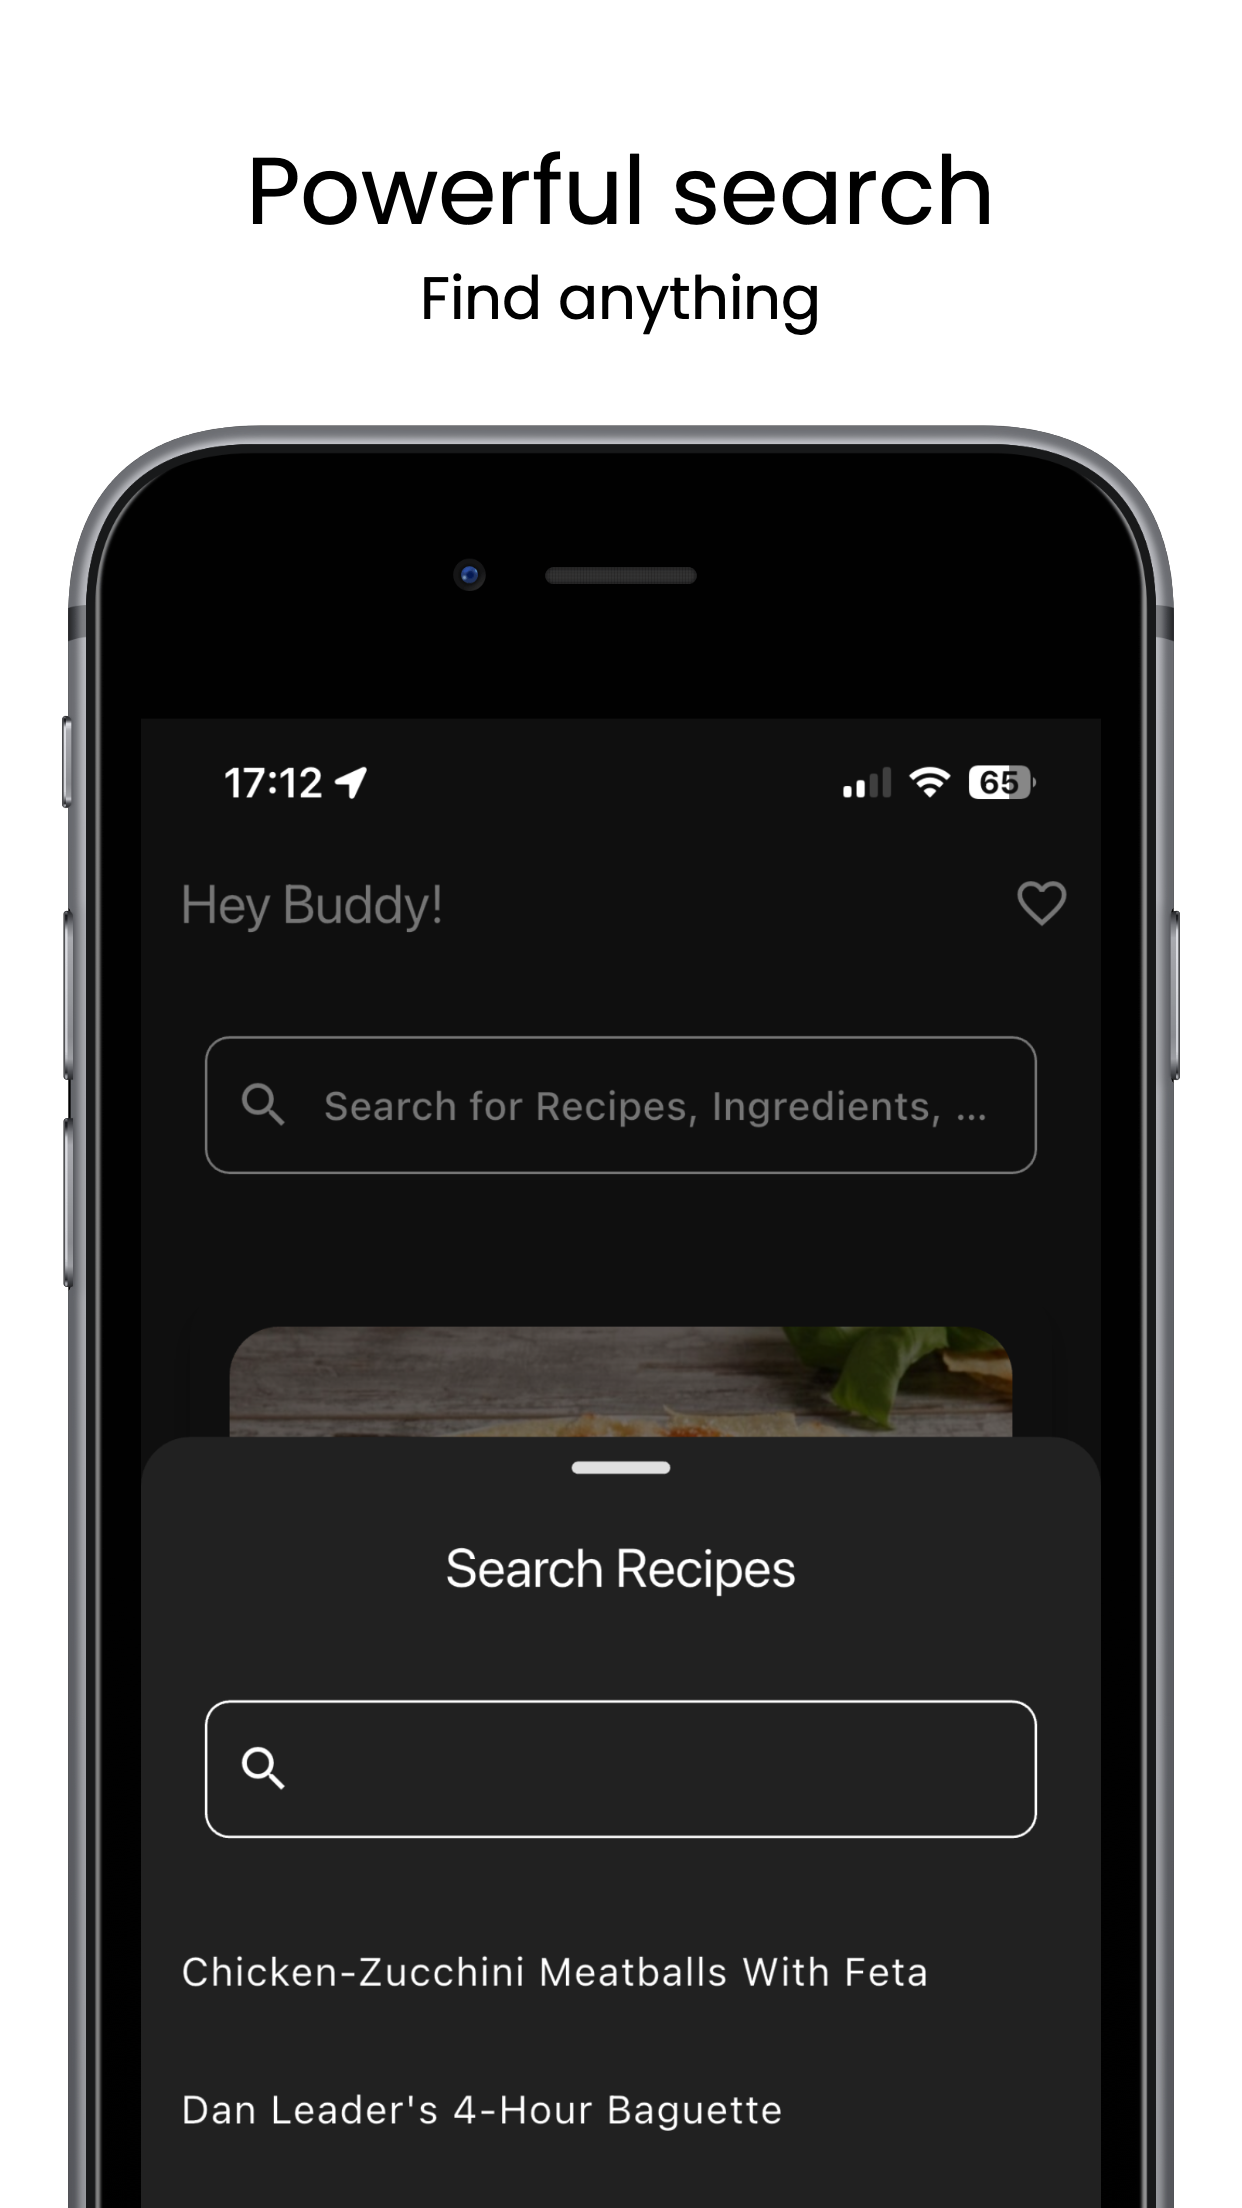 Powerful search
Find anything
17:12
65
Hey Buddy!
Search for Recipes, Ingredients, ...
Search Recipes
Chicken-Zucchini Meatballs With Feta
Dan Leader's 4-Hour Baguette